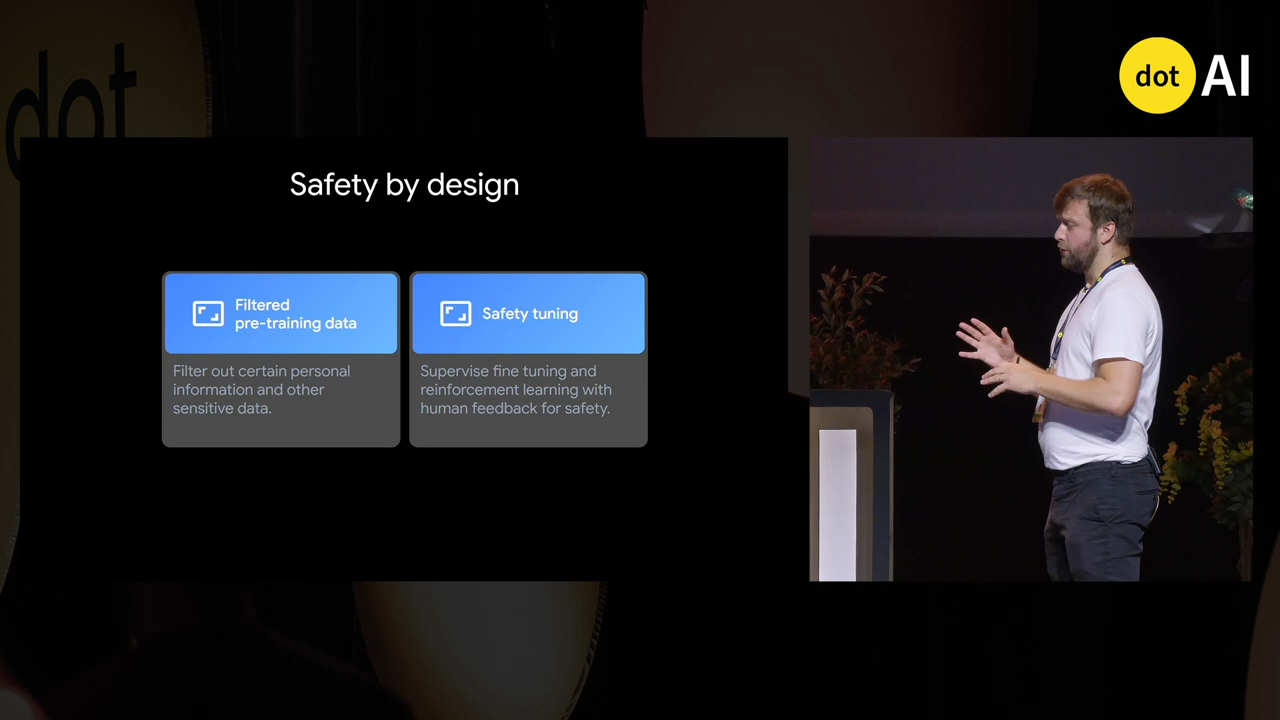 dot
dot AI
Safety by design
Filtered
pre-training data
Safety tuning
Filter out certain personal
information and other
sensitive data.
Supervise fine tuning and
reinforcement learning with
human feedback for safety.